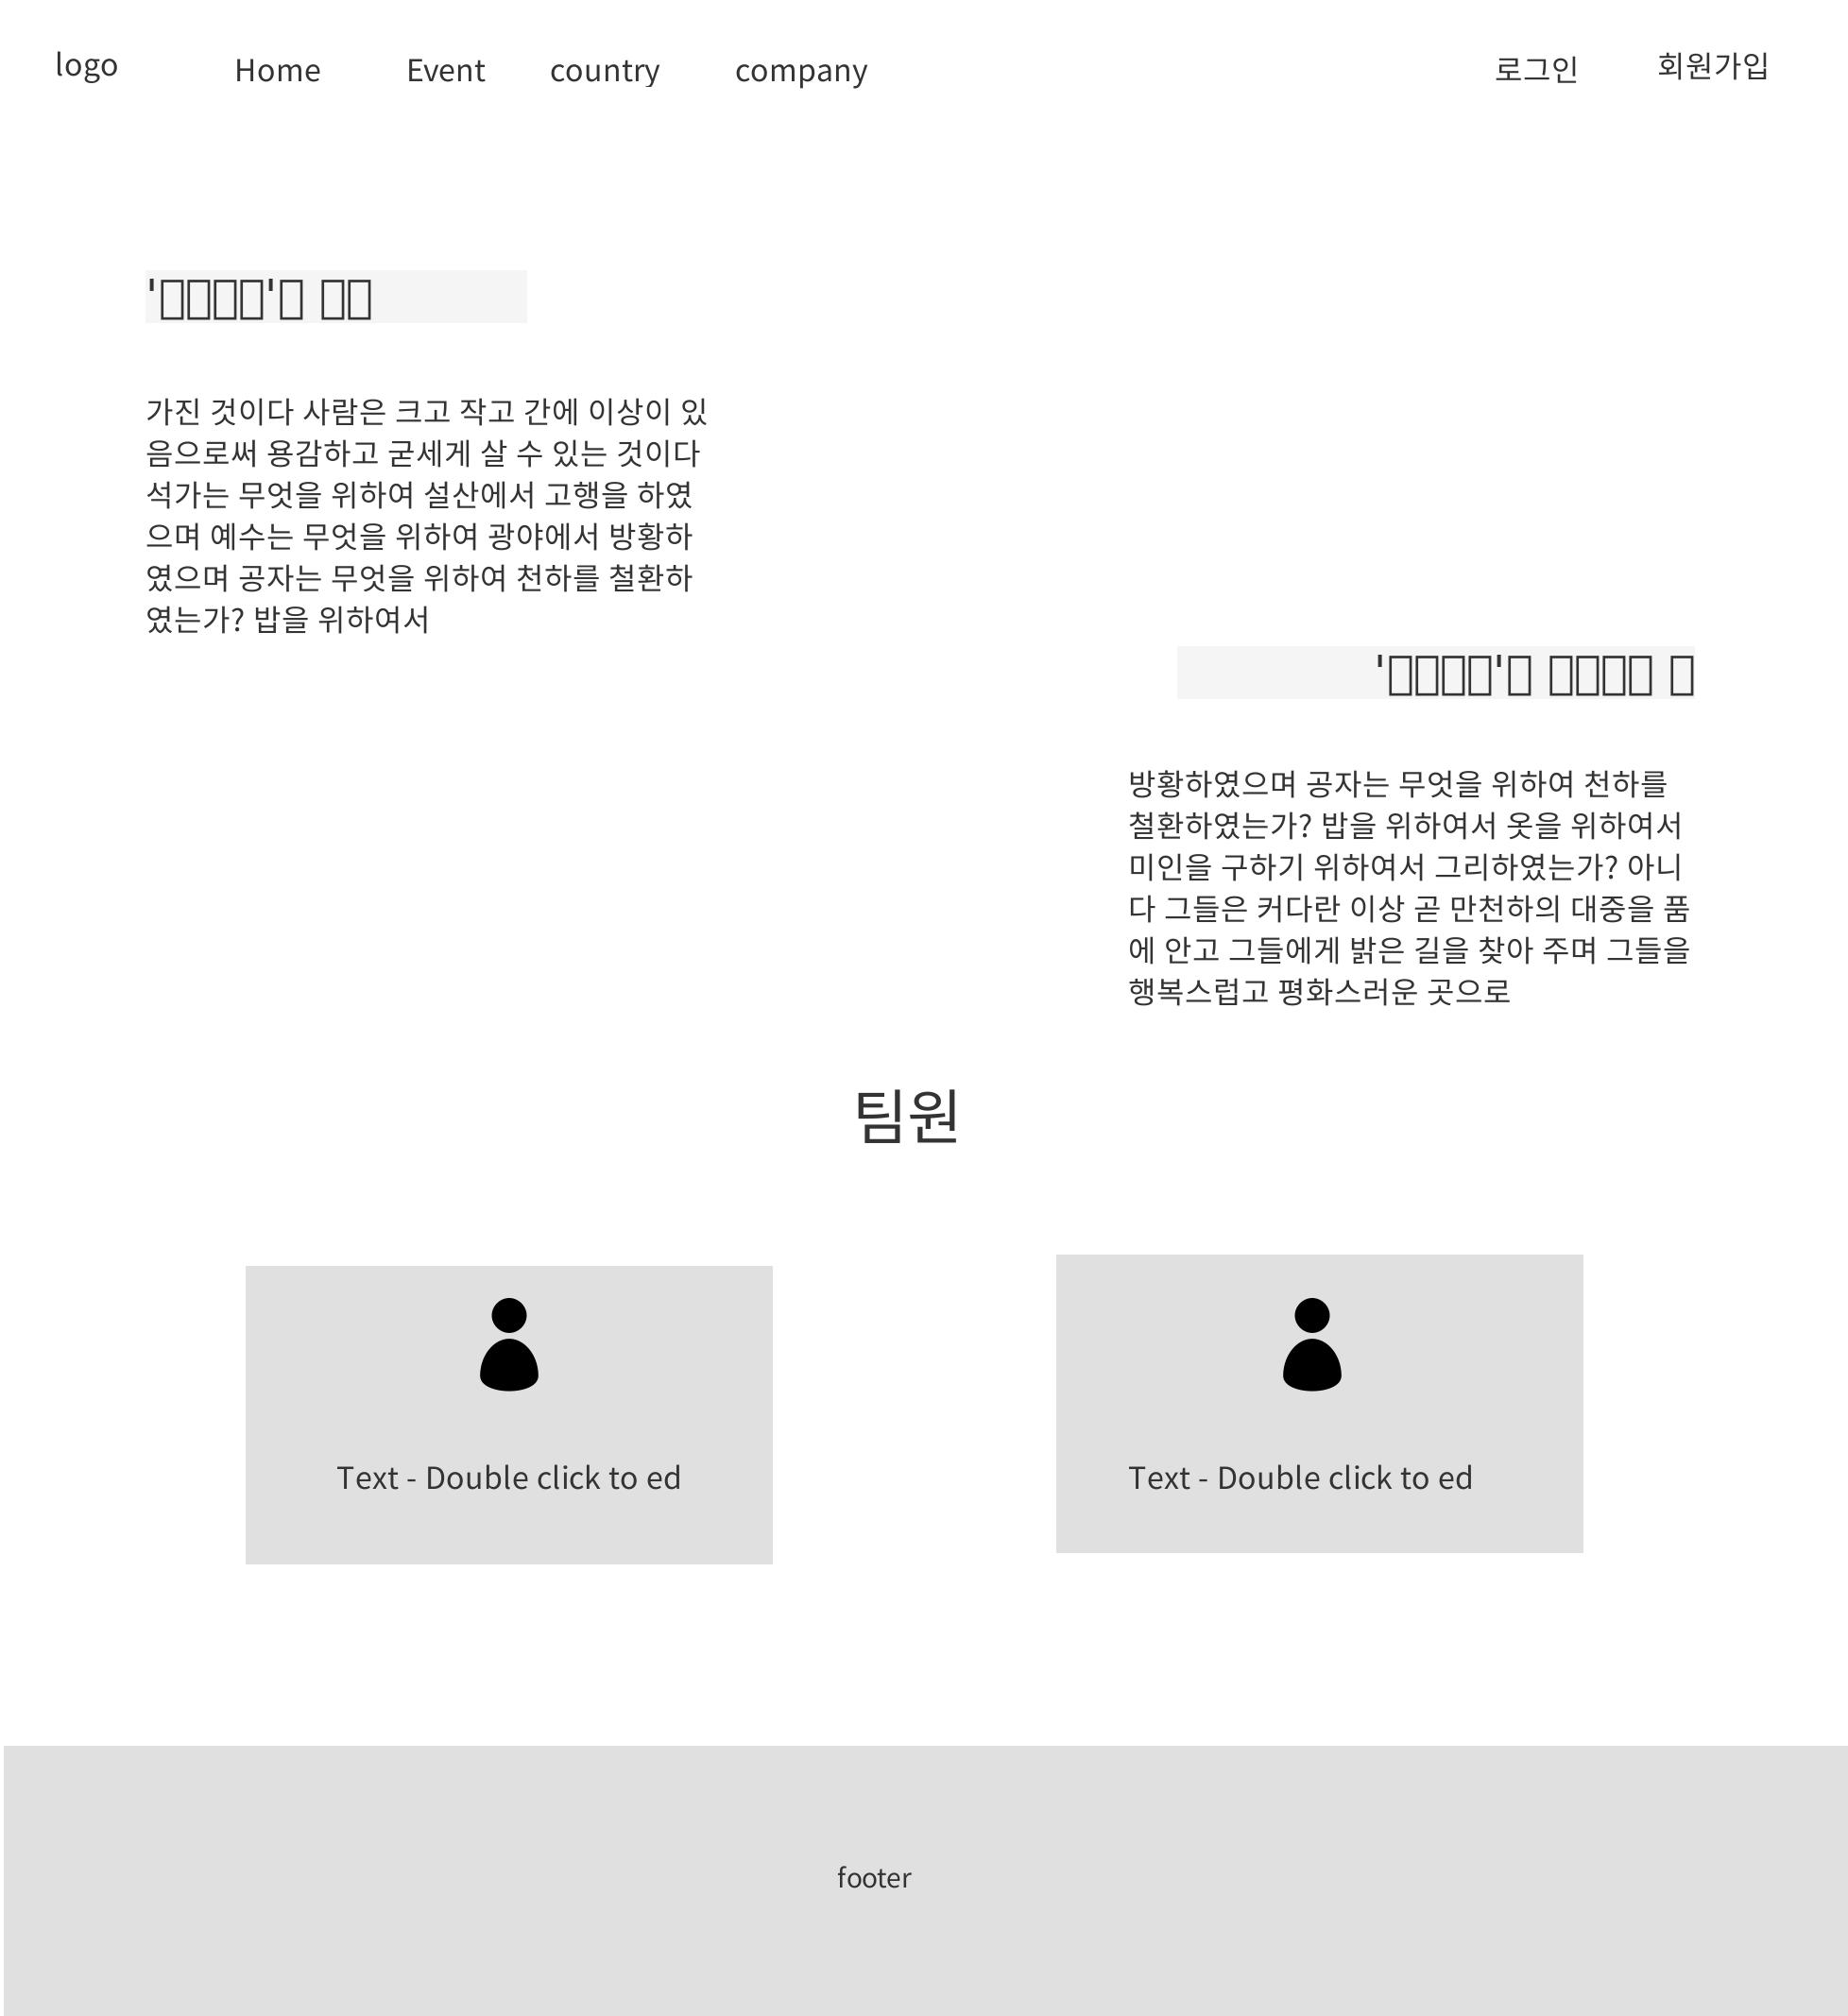 logo Home Event country company 로그인 회원가입
가진 것이다 사람은 크고 작고 간에 이상이 있
음으로써 용감하고 굳세게 살 수 있는 것이다
석가는 무엇을 위하여 설산에서 고행을 하였
으며 예수는 무엇을 위하여 광야에서 방황하
였으며 공자는 무엇을 위하여 천하를 철환하
였는가? 밥을 위하여서
방황하였으며 공자는 무엇을 위하여 천하를
철환하였는가? 밥을 위하여서 옷을 위하여서
미인을 구하기 위하여서 그리하였는가? 아니
다 그들은 커다란 이상 곧 만천하의 대중을 품
에 안고 그들에게 밝은 길을 찾아 주며 그들을
행복스럽고 평화스러운 곳으로
팀원
Text - Double click to ed
Text - Double click to ed
footer